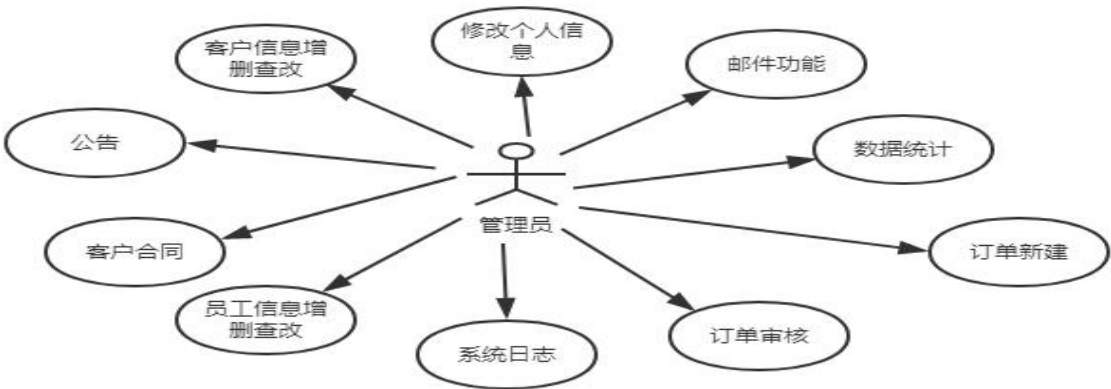 修改个人信
息
客户信息增
删查改
邮件功能
公告
数据统计
管理员
客户合同
订单新建
员工信息增
删查改
订单审核
系统日志